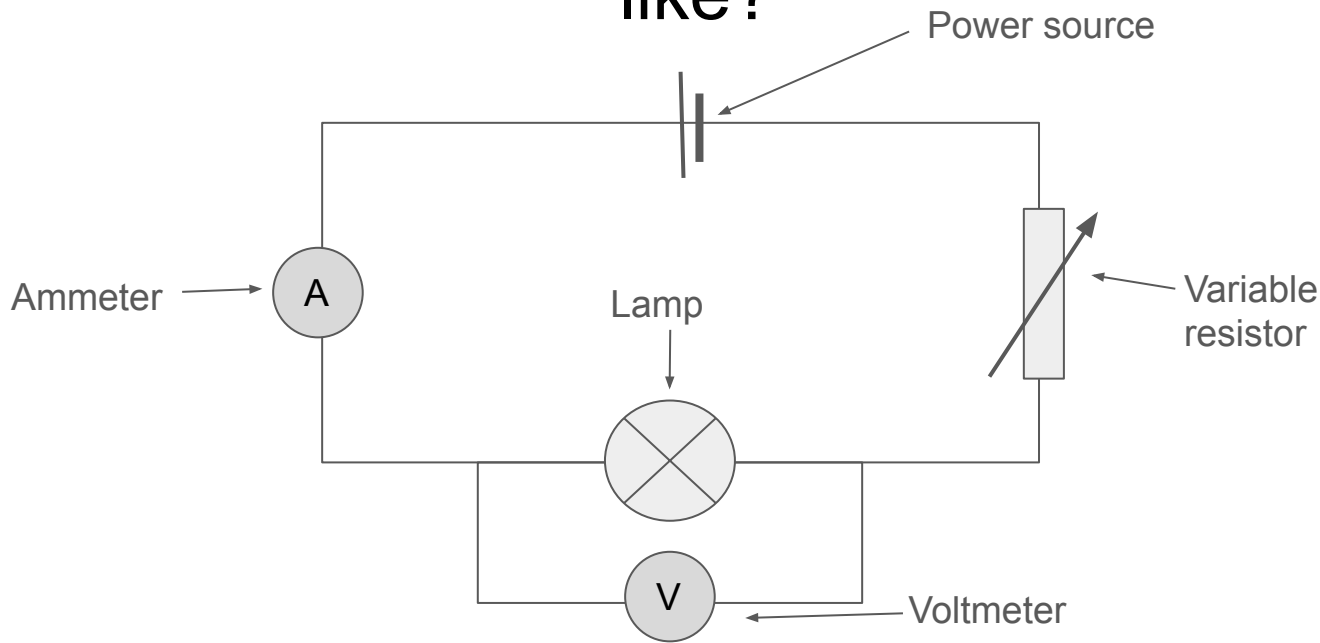 like?
Power source
Ammeter
A
Lamp
Variable
resistor
V
Voltmeter